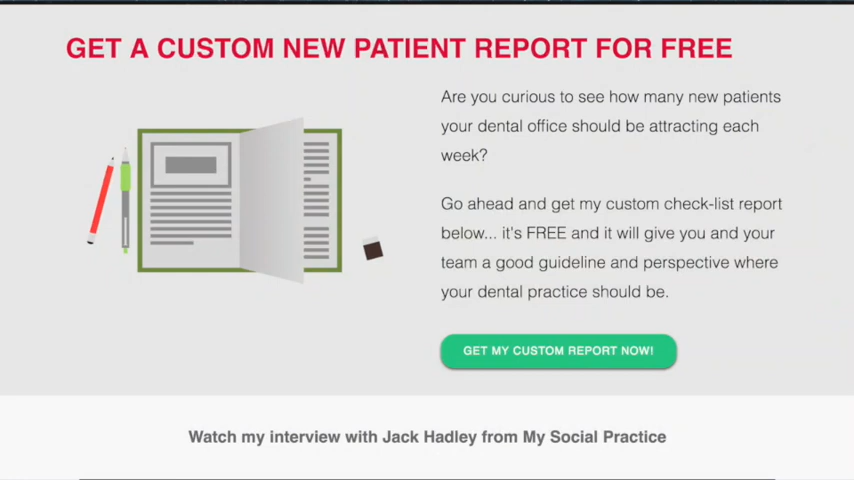 GET A CUSTOM NEW PATIENT REPORT FOR FREE
Are you curious to see how many new patients
your dental office should be attracting each
week?
Go ahead and get my custom check-list report
below... it's FREE and it will give you and your
team a good guideline and perspective where
your dental practice should be.
GET MY CUSTOM REPORT NOW!
Watch my interview with Jack Hadley from My Social Practice